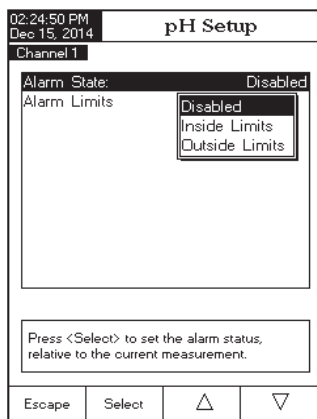 02:24:50 PM
Dec 15, 2014
pH Setup
Channel 1
Alarm State: Disabled
Alarm Limits
Disabled
Inside Limits
Outside Limits
Press <Select> to set the alarm status,
relative to the current measurement.
Escape Select △ ▽